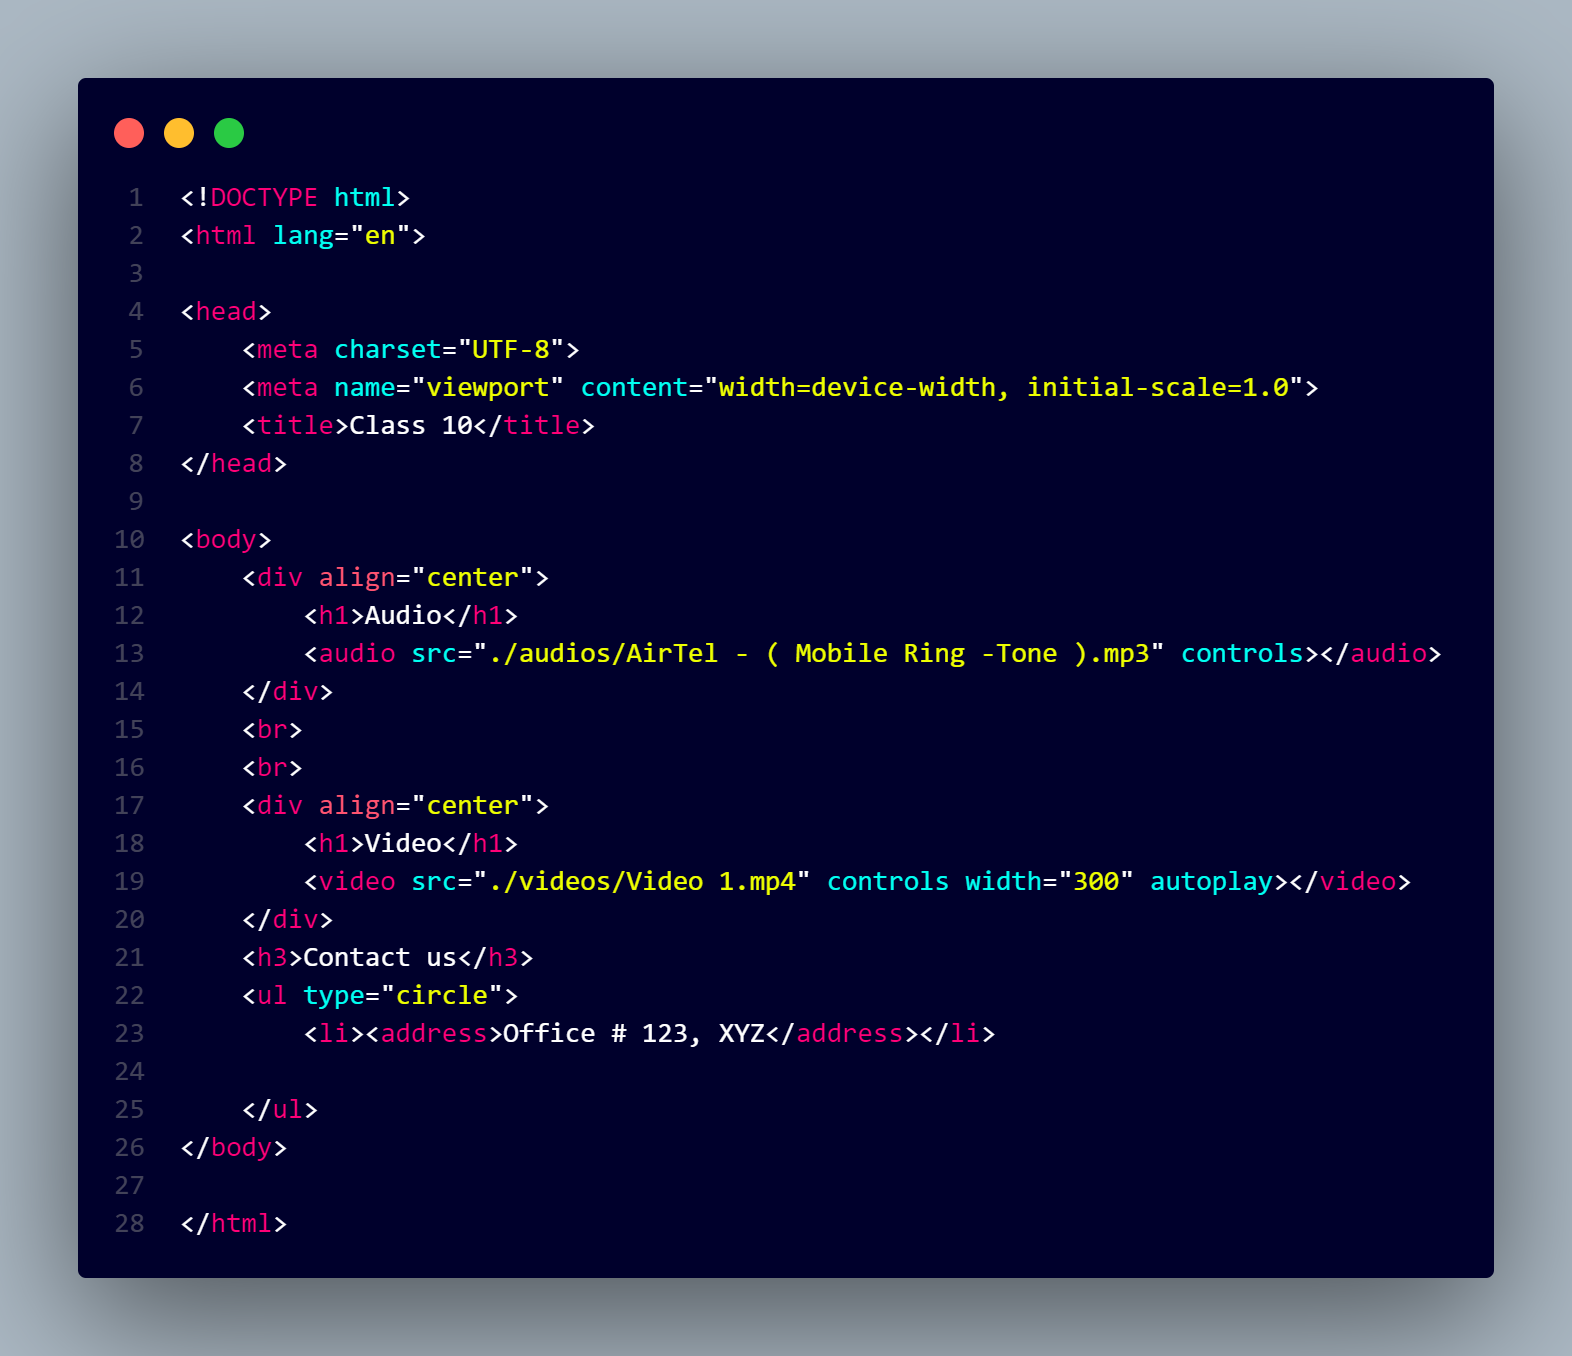 1 <!DOCTYPE html>
2 <html lang="en">
3
4 <head>
5     <meta charset="UTF-8">
6     <meta name="viewport" content="width=device-width, initial-scale=1.0">
7     <title>Class 10</title>
8 </head>
9
10 <body>
11     <div align="center">
12         <h1>Audio</h1>
13         <audio src="./audios/AirTel - ( Mobile Ring -Tone ).mp3" controls></audio>
14     </div>
15     <br>
16     <br>
17     <div align="center">
18         <h1>Video</h1>
19         <video src="./videos/Video 1.mp4" controls width="300" autoplay></video>
20     </div>
21     <h3>Contact us</h3>
22     <ul type="circle">
23         <li><address>Office # 123, XYZ</address></li>
24
25     </ul>
26 </body>
27
28 </html>